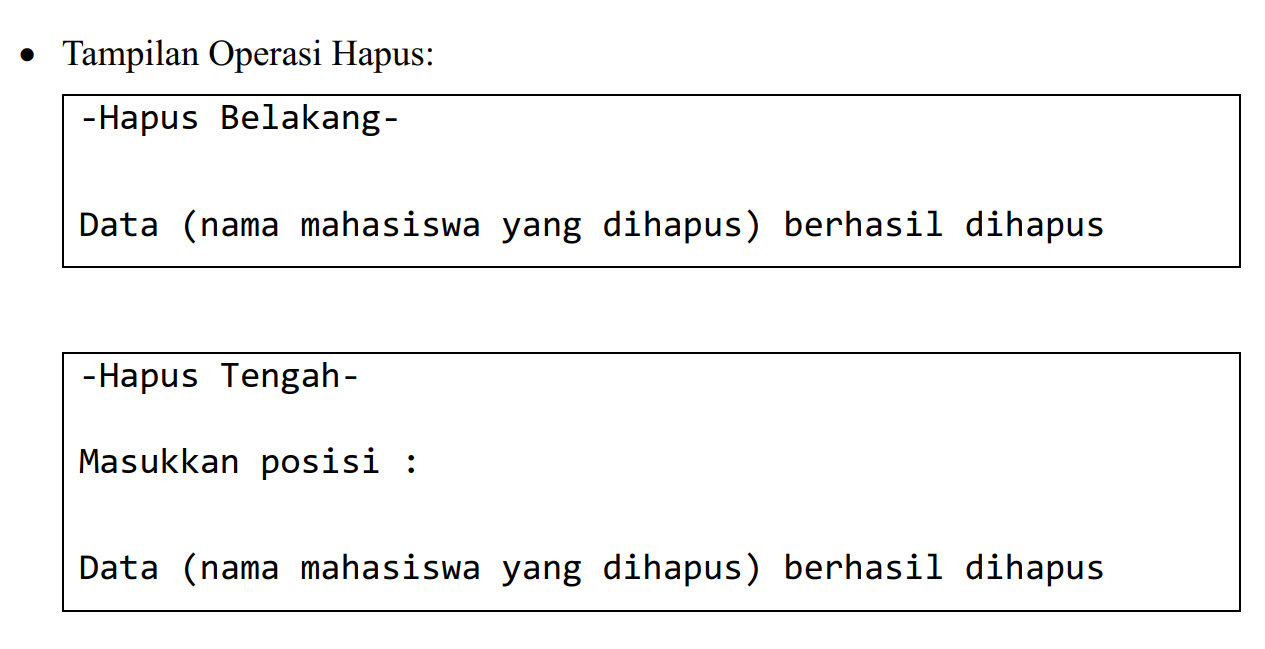 • Tampilan Operasi Hapus:
-Hapus Belakang-
Data (nama mahasiswa yang dihapus) berhasil dihapus
-Hapus Tengah-
Masukkan posisi :
Data (nama mahasiswa yang dihapus) berhasil dihapus